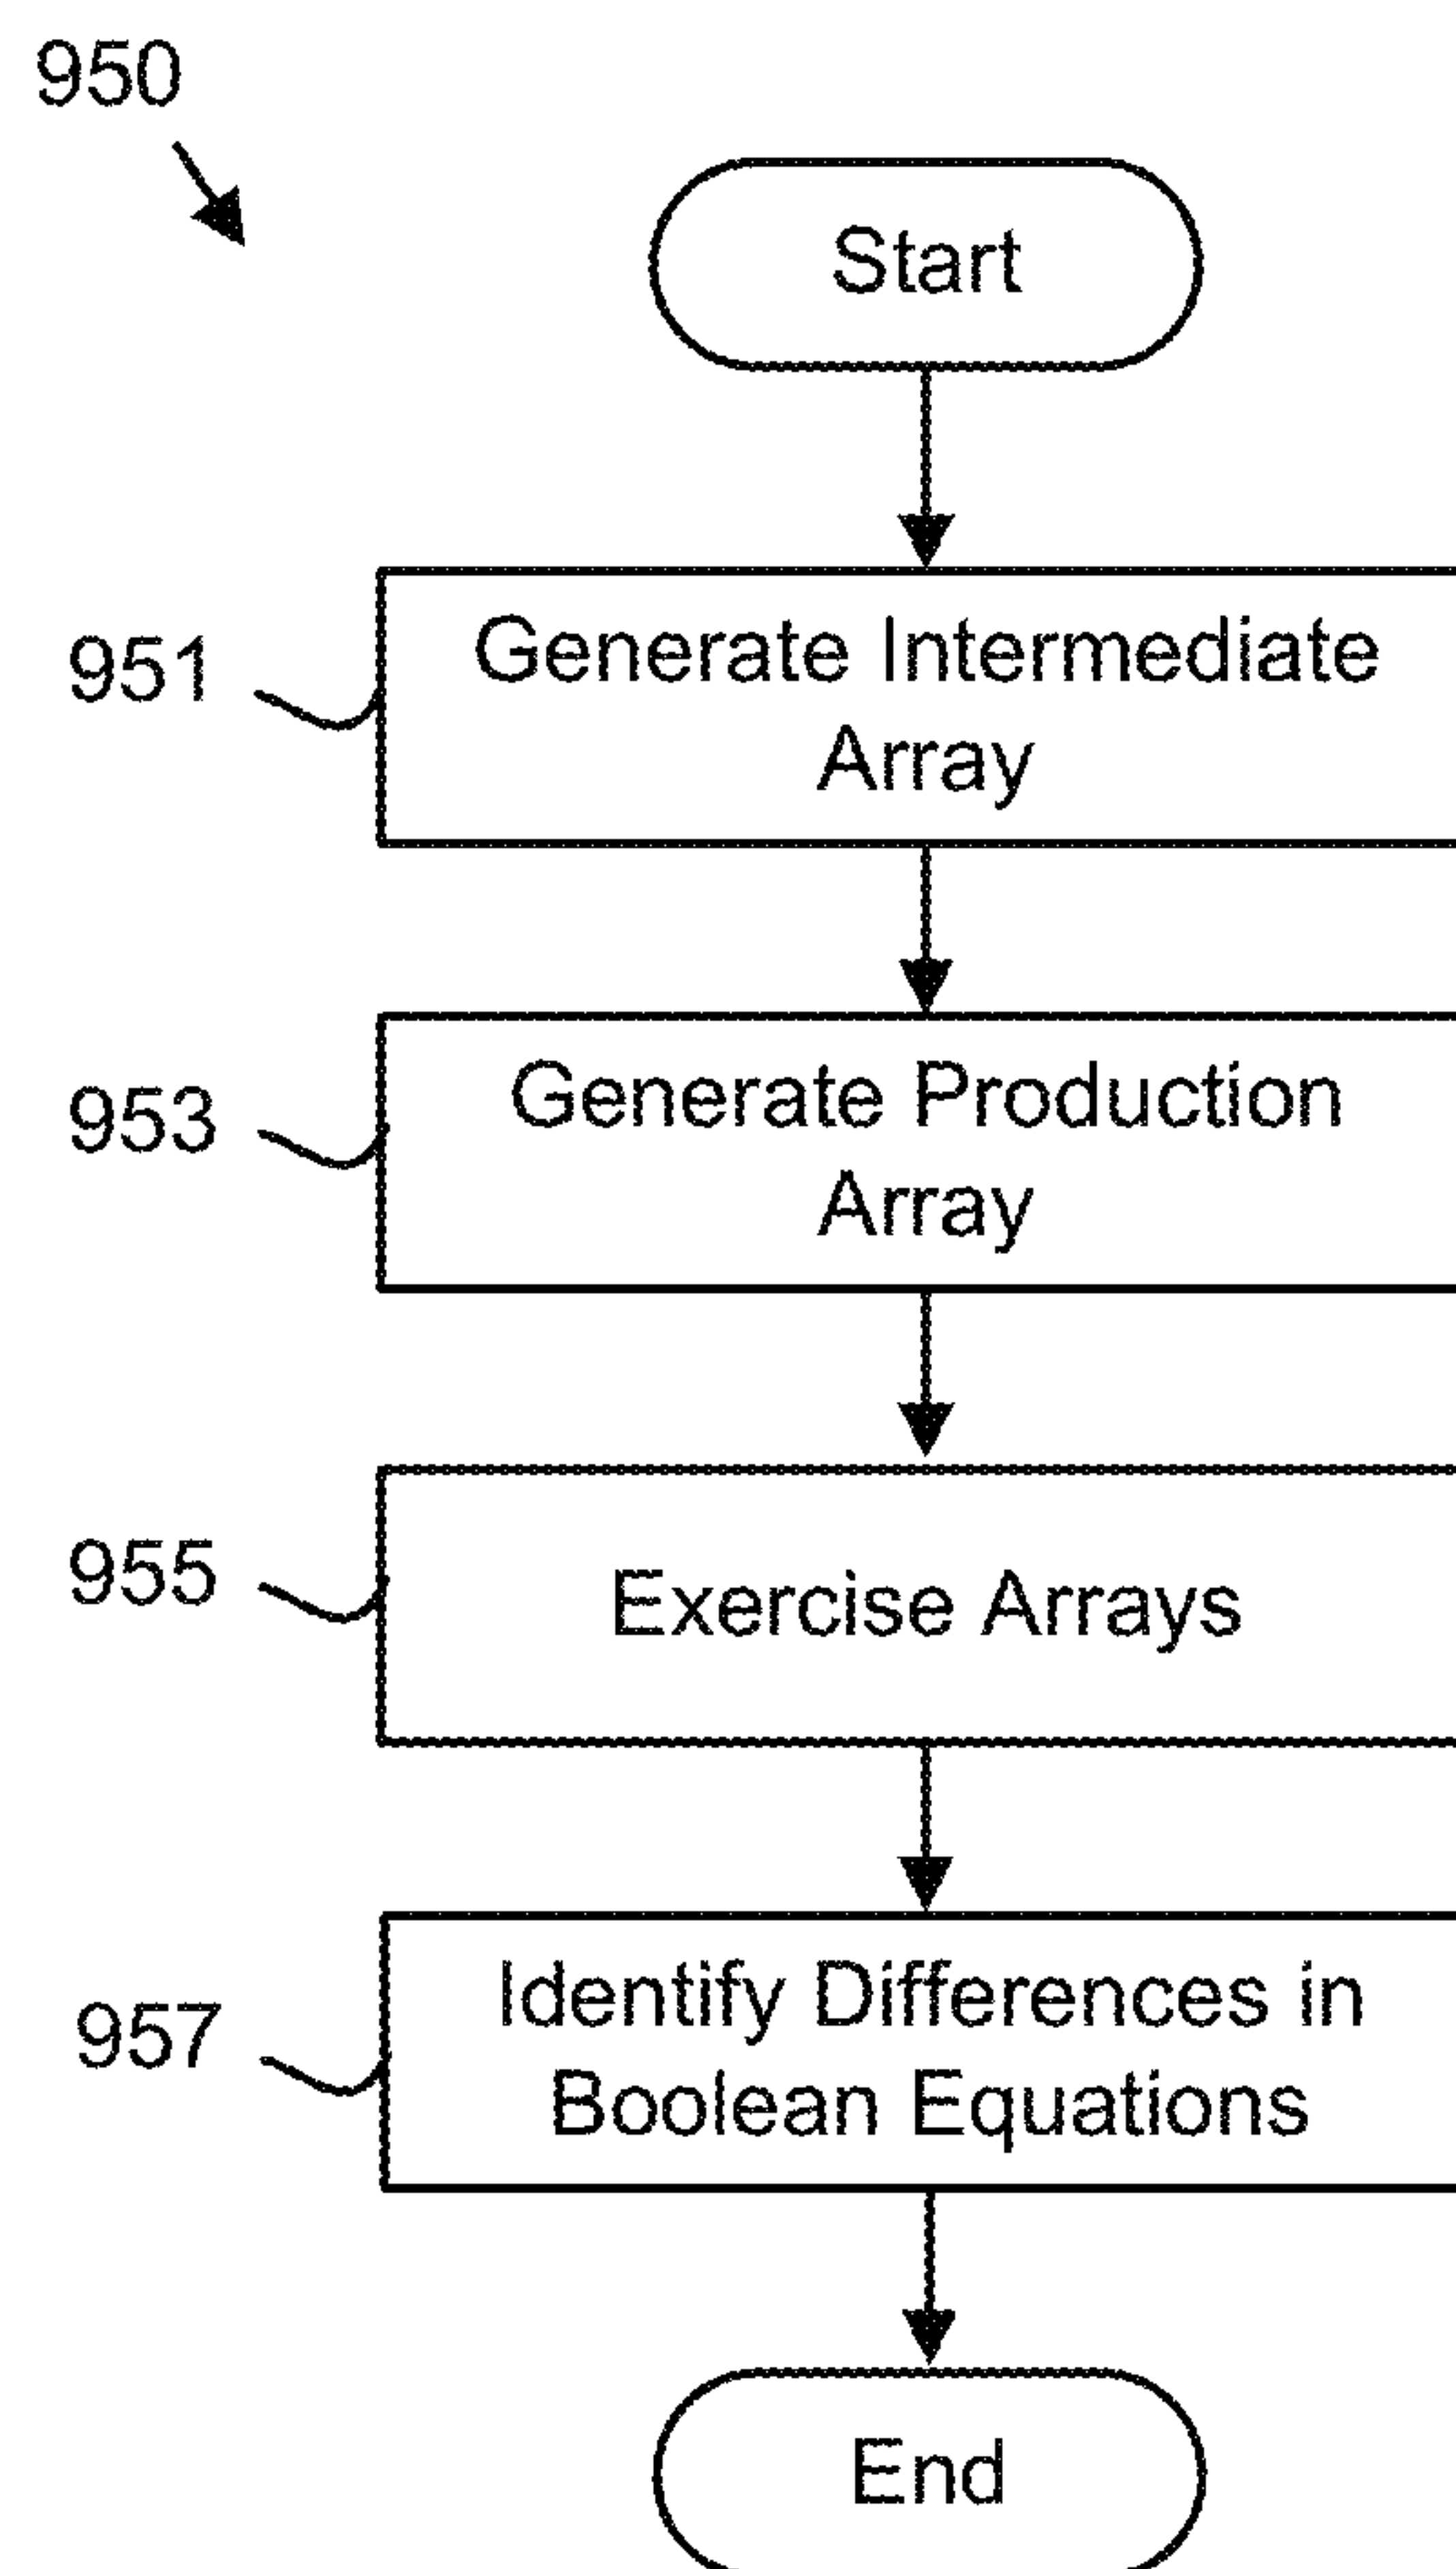 950
Start
951
Generate Intermediate
Array
953
Generate Production
Array
955
Exercise Arrays
957
Identify Differences in
Boolean Equations
End